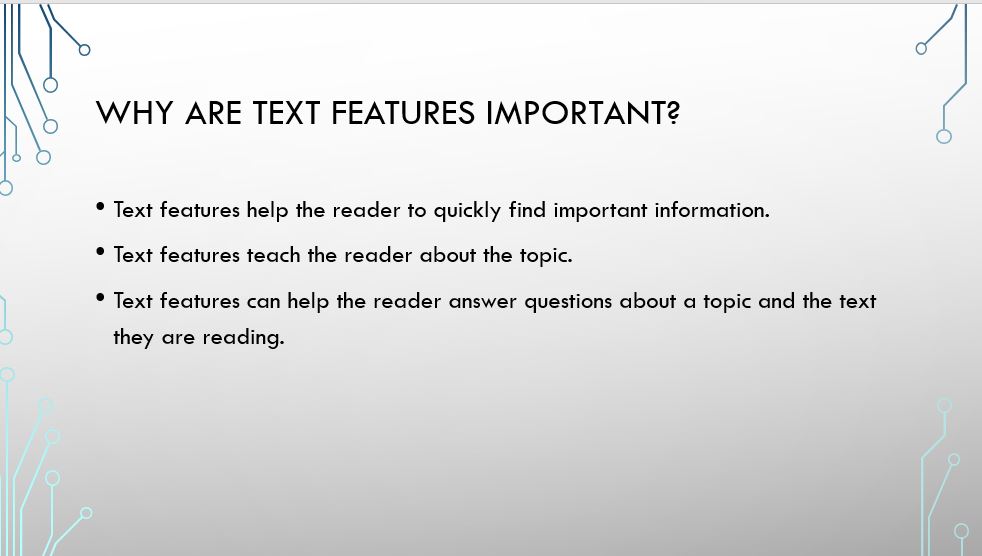 WHY ARE TEXT FEATURES IMPORTANT?
• Text features help the reader to quickly find important information.
• Text features teach the reader about the topic.
• Text features can help the reader answer questions about a topic and the text
they are reading.